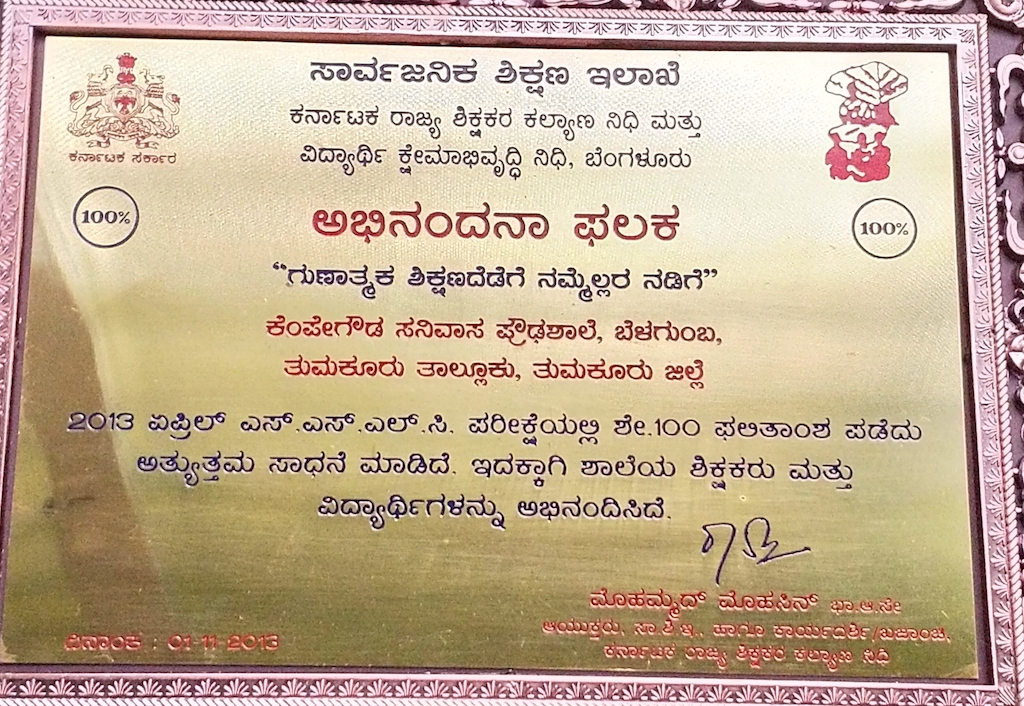 ಕರ್ನಾಟಕ ಸರ್ಕಾರ
ಸಾರ್ವಜನಿಕ ಶಿಕ್ಷಣ ಇಲಾಖೆ
ಕರ್ನಾಟಕ ರಾಜ್ಯ ಶಿಕ್ಷಕರ ಕಲ್ಯಾಣ ನಿಧಿ ಮತ್ತು
ವಿದ್ಯಾರ್ಥಿ ಕ್ಷೇಮಾಭಿವೃದ್ಧಿ ನಿಧಿ, ಬೆಂಗಳೂರು
100%
ಅಭಿನಂದನಾ ಫಲಕ
100%
“ಗುಣಾತ್ಮಕ ಶಿಕ್ಷಣದೆಡೆಗೆ ನಮ್ಮೆಲ್ಲರ ನಡಿಗೆ”
ಕೆಂಪೇಗೌಡ ಸನಿವಾಸ ಪ್ರೌಢಶಾಲೆ, ಬೆಳಗುಂಬ,
ತುಮಕೂರು ತಾಲ್ಲೂಕು, ತುಮಕೂರು ಜಿಲ್ಲೆ
2013 ಏಪ್ರಿಲ್ ಎಸ್.ಎಸ್.ಎಲ್.ಸಿ. ಪರೀಕ್ಷೆಯಲ್ಲಿ ಶೇ.100 ಫಲಿತಾಂಶ ಪಡೆದು
ಅತ್ಯುತ್ತಮ ಸಾಧನೆ ಮಾಡಿದೆ. ಇದಕ್ಕಾಗಿ ಶಾಲೆಯ ಶಿಕ್ಷಕರು ಮತ್ತು
ವಿದ್ಯಾರ್ಥಿಗಳನ್ನು ಅಭಿನಂದಿಸಿದೆ.
ಮೊಹಮ್ಮದ್ ಮೊಹಸಿನ್ ಭಾ.ಆ.ಸೇ
ಆಯುಕ್ತರು, ಸಾ.ಶಿ.ಇ., ಹಾಗೂ ಕಾರ್ಯದರ್ಶಿ/ಖಜಾಂಚಿ,
ಕರ್ನಾಟಕ ರಾಜ್ಯ ಶಿಕ್ಷಕರ ಕಲ್ಯಾಣ ನಿಧಿ
ದಿನಾಂಕ : 01-11-2013